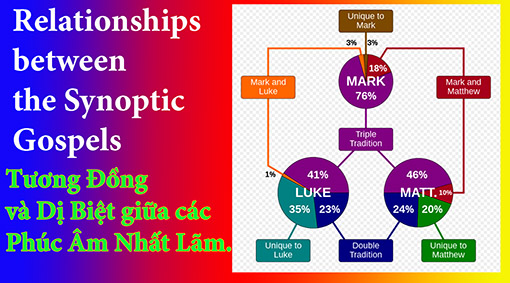 Relationships
between
the Synoptic
Gospels
Tương Đồng
và Dị Biệt giữa các
Phúc Âm Nhất Lãm.
Unique to
Mark
3%
3%
18%
MARK
76%
Mark and
Luke
Mark and
Matthew
Triple
Tradition
1%
41%
LUKE
35%
23%
46%
MATT.
10%
24%
20%
Unique to
Luke
Double
Tradition
Unique to
Matthew